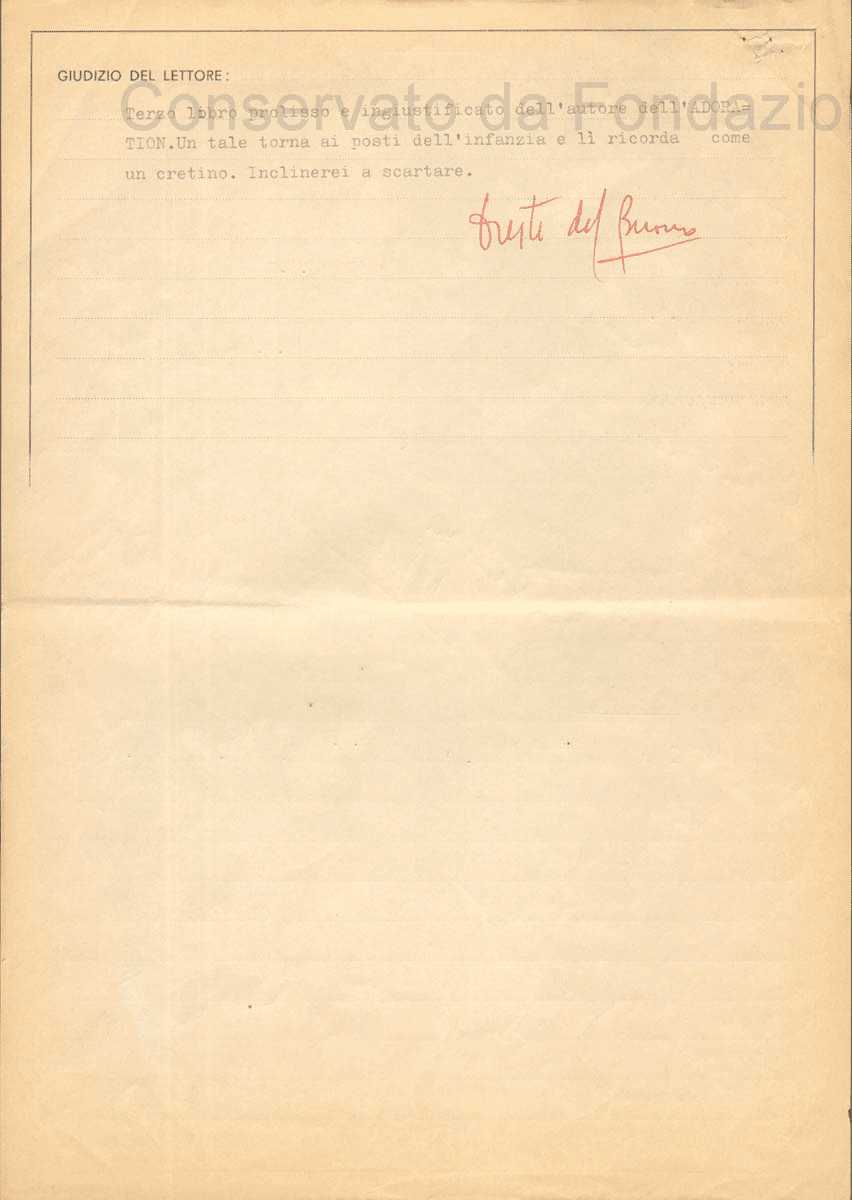 GIUDIZIO DEL LETTORE:
Conservato da Fondazio
Terzo libro prolisso e ingiustificato dell'autore dell'ADORA=
TION.Un tale torna ai posti dell'infanzia e lì ricorda come
un cretino. Inclinerei a scartare.
Oreste del Buono